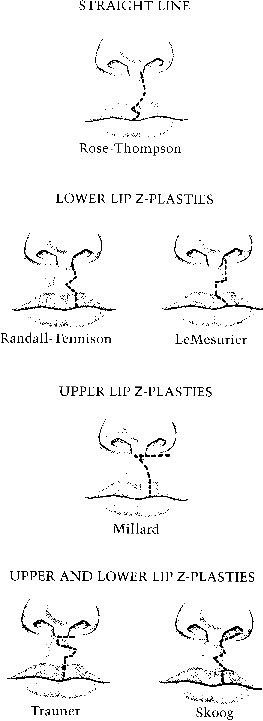 STRAIGHT LINE
Rose-Thompson
LOWER LIP Z-PLASTIES
Randall-Tennison LeMesurier
UPPER LIP Z-PLASTIES
Millard
UPPER AND LOWER LIP Z-PLASTIES
Trauner Skoog